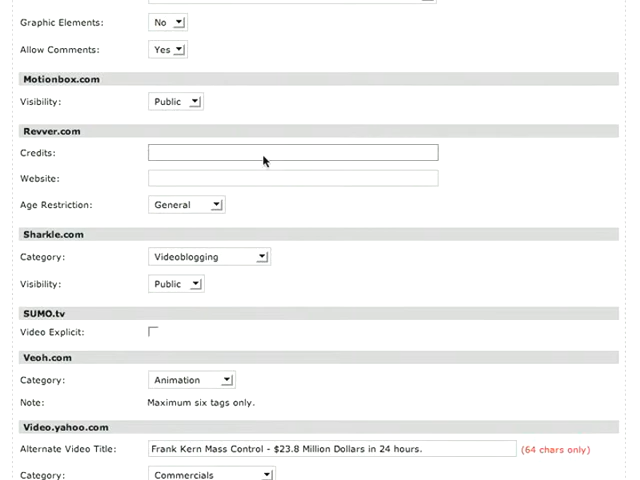 Graphic Elements: No
Allow Comments: Yes
Motionbox.com
Visibility: Public
Revver.com
Credits:
Website:
Age Restriction: General
Sharkle.com
Category: Videoblogging
Visibility: Public
SUMO.tv
Video Explicit:
Veoh.com
Category: Animation
Note: Maximum six tags only.
Video.yahoo.com
Alternate Video Title: Frank Kern Mass Control - $23.8 Million Dollars in 24 hours. (64 chars only)
Category: Commercials